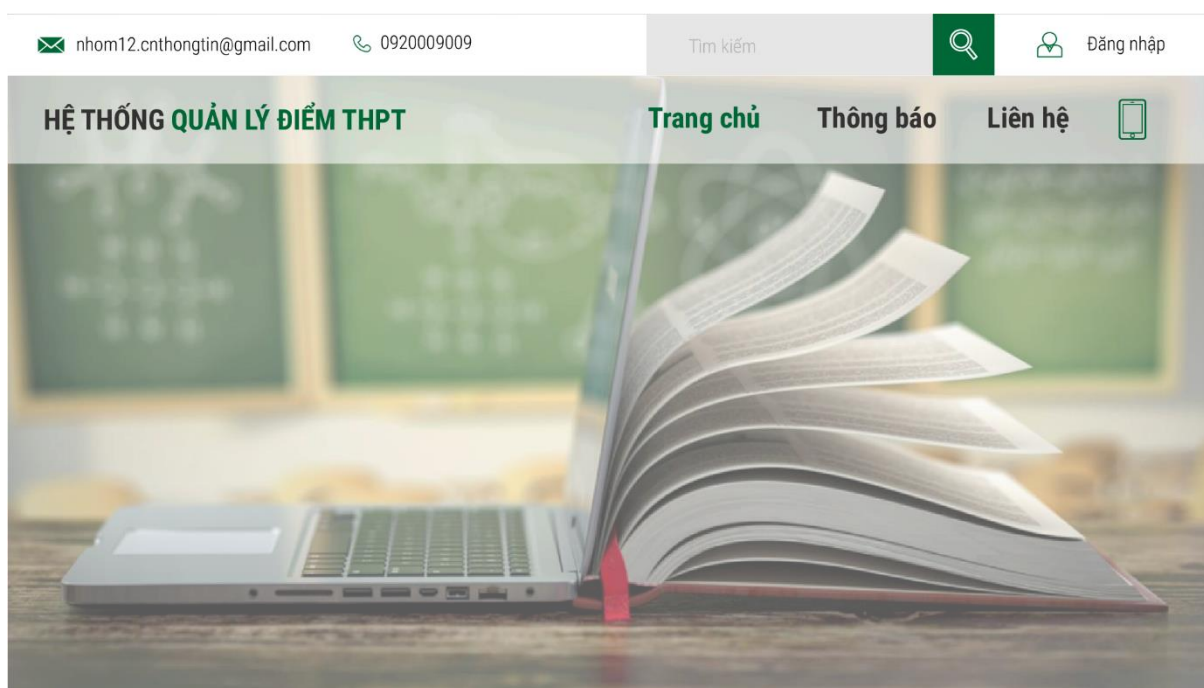 nhom12.cnthongtin@gmail.com 0920009009 Tìm kiếm Đăng nhập
HỆ THỐNG QUẢN LÝ ĐIỂM THPT Trang chủ Thông báo Liên hệ